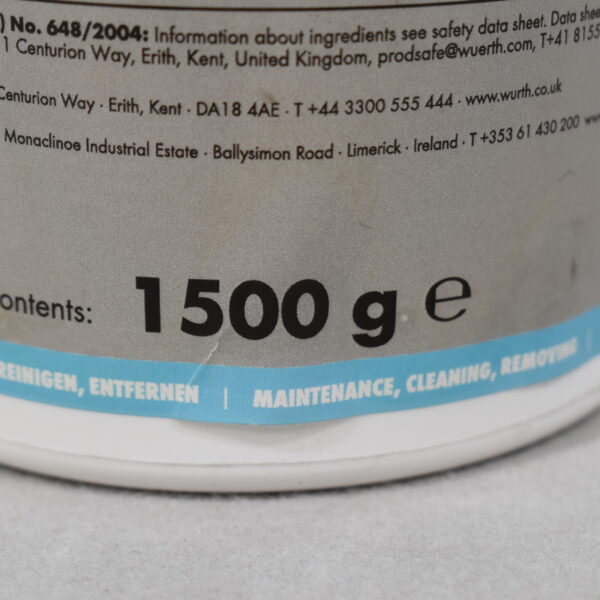 ) No. 648/2004: Information about ingredients see safety data sheet. Data
1 Centurion Way, Erith, Kent, United Kingdom, prodsafe@wuerth.com, T+41 8155
Centurion Way · Erith, Kent · DA18 4AE · T +44 3300 555 444 · www.wurth.co.uk
Monaclinoe Industrial Estate · Ballysimon Road · Limerick · Ireland · T +353 61 430 200
ontents: 1500 g ℮
REINIGEN, ENTFERNEN | MAINTENANCE, CLEANING, REMOVING |